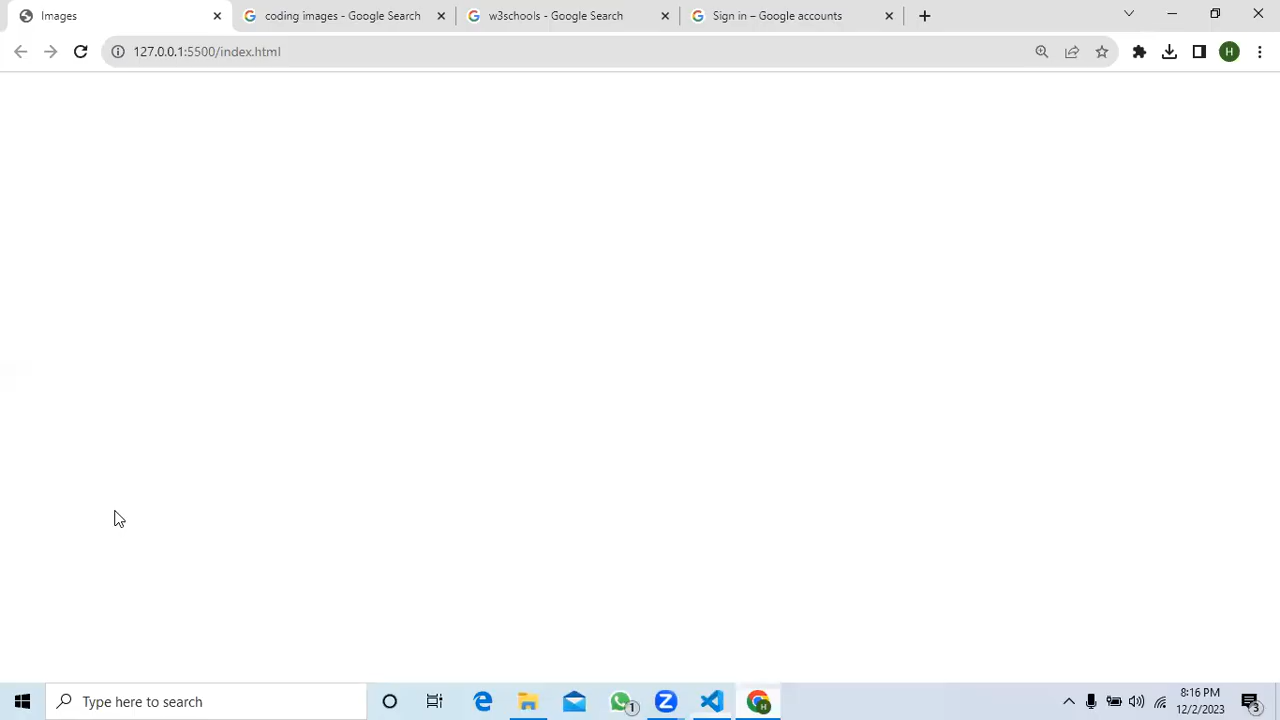 Images
coding images - Google Search
w3schools - Google Search
Sign in – Google accounts
127.0.0.1:5500/index.html
H
Type here to search
1
H
8:16 PM
12/2/2023
3